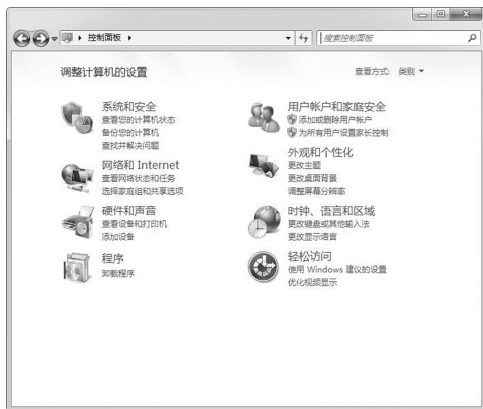 控制面板
搜索控制面板
调整计算机的设置
查看方式: 类别
系统和安全
查看您的计算机状态
备份您的计算机
查找并解决问题
网络和 Internet
查看网络状态和任务
选择家庭组和共享选项
硬件和声音
查看设备和打印机
添加设备
程序
卸载程序
用户帐户和家庭安全
添加或删除用户帐户
为所有用户设置家长控制
外观和个性化
更改主题
更改桌面背景
调整屏幕分辨率
时钟、语言和区域
更改键盘或其他输入法
更改显示语言
轻松访问
使用 Windows 建议的设置
优化视频显示